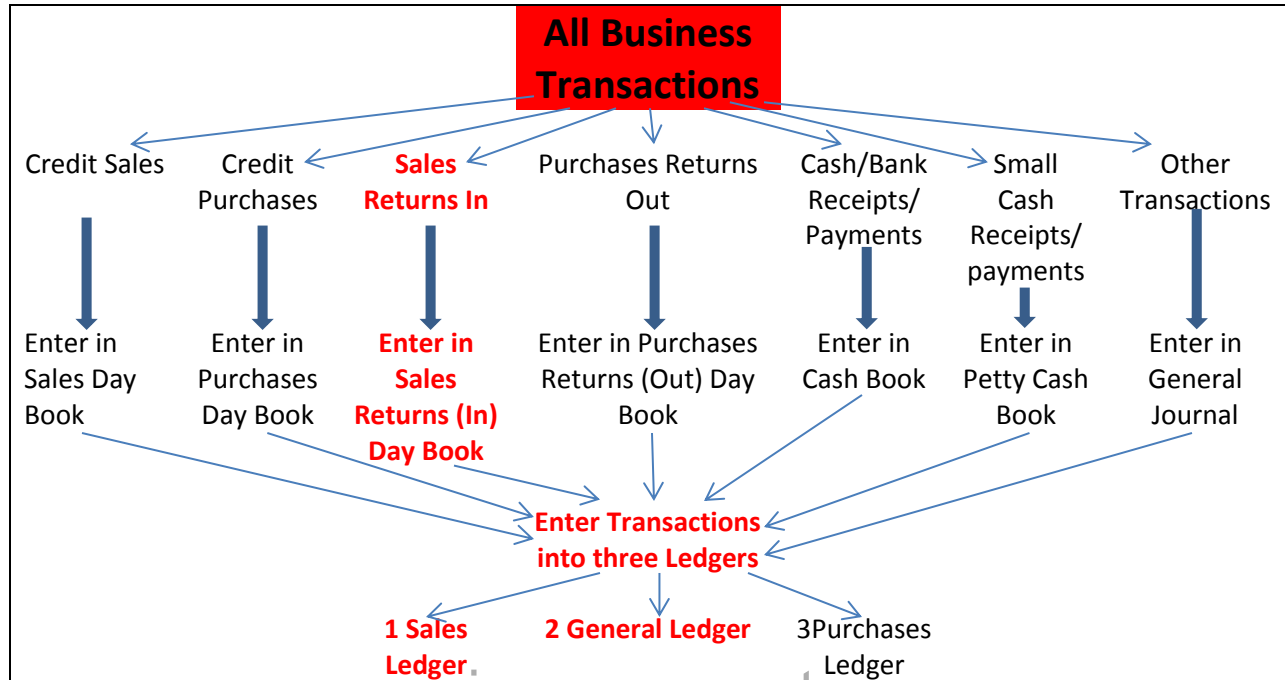 All Business
Transactions
Credit Sales
Credit
Purchases
Sales
Returns In
Purchases Returns
Out
Cash/Bank
Receipts/
Payments
Small
Cash
Receipts/
payments
Other
Transactions
Enter in
Sales Day
Book
Enter in
Purchases
Day Book
Enter in
Sales
Returns (In)
Day Book
Enter in Purchases
Returns (Out) Day
Book
Enter in
Cash Book
Enter in
Petty Cash
Book
Enter in
General
Journal
Enter Transactions
into three Ledgers
1 Sales
Ledger
2 General Ledger
3Purchases
Ledger